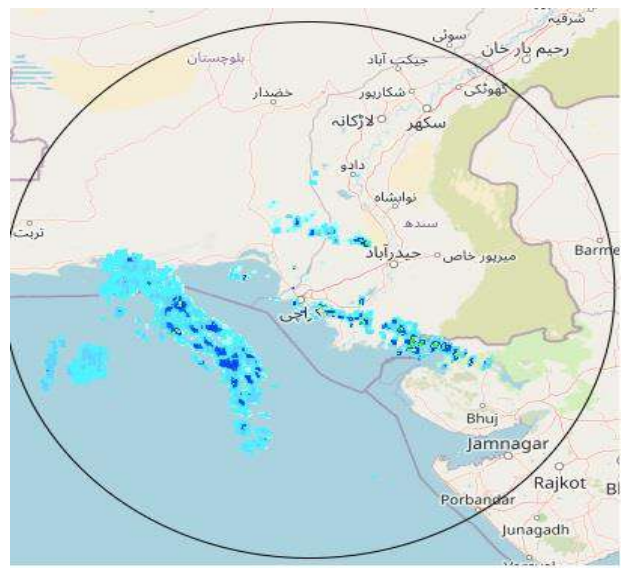 شرقیہ
سوئی
رحیم یار خان
جیکب آباد
بلوچستان
گھوٹکی
شکارپور
خضدار
سکھر
لاڑکانہ
دادو
نوابشاہ
سندھ
تربت
حیدرآباد
میرپور خاص
Barme
کراچی
Bhuj
Jamnagar
Rajkot
Porbandar
Junagadh